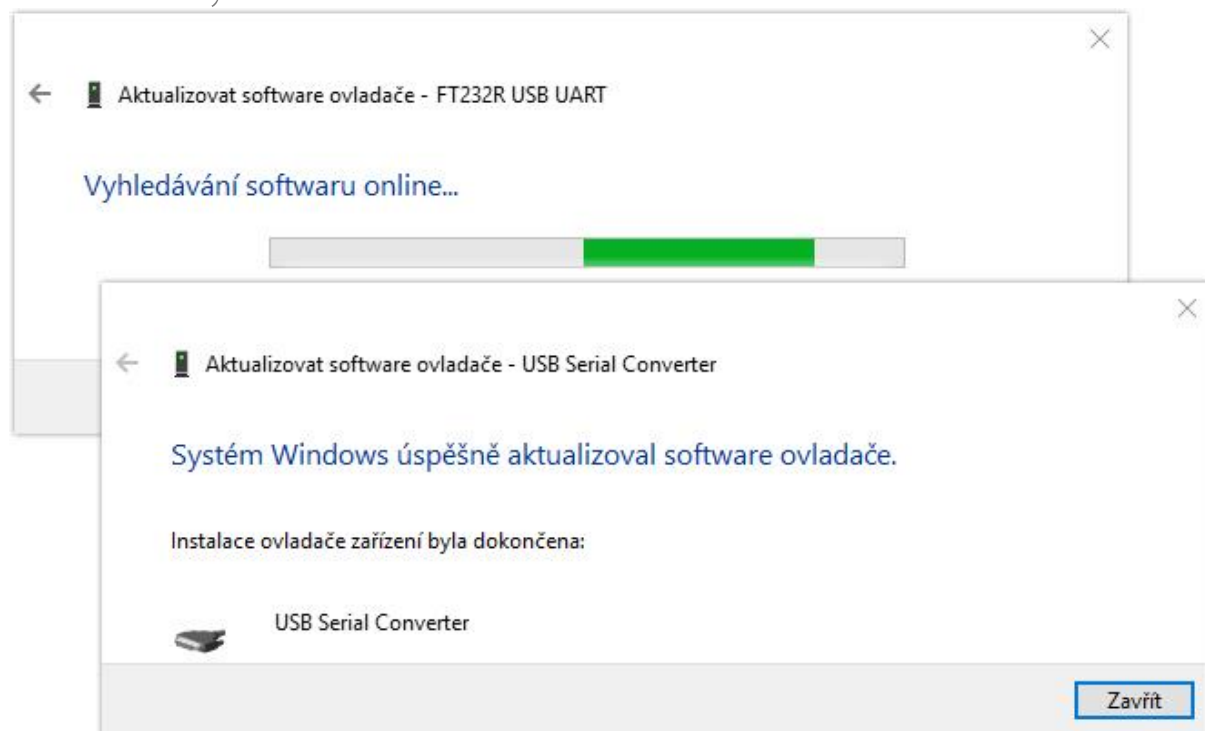 Aktualizovat software ovladače - FT232R USB UART
Vyhledávání softwaru online...
Aktualizovat software ovladače - USB Serial Converter
Systém Windows úspěšně aktualizoval software ovladače.
Instalace ovladače zařízení byla dokončena:
USB Serial Converter
Zavřít